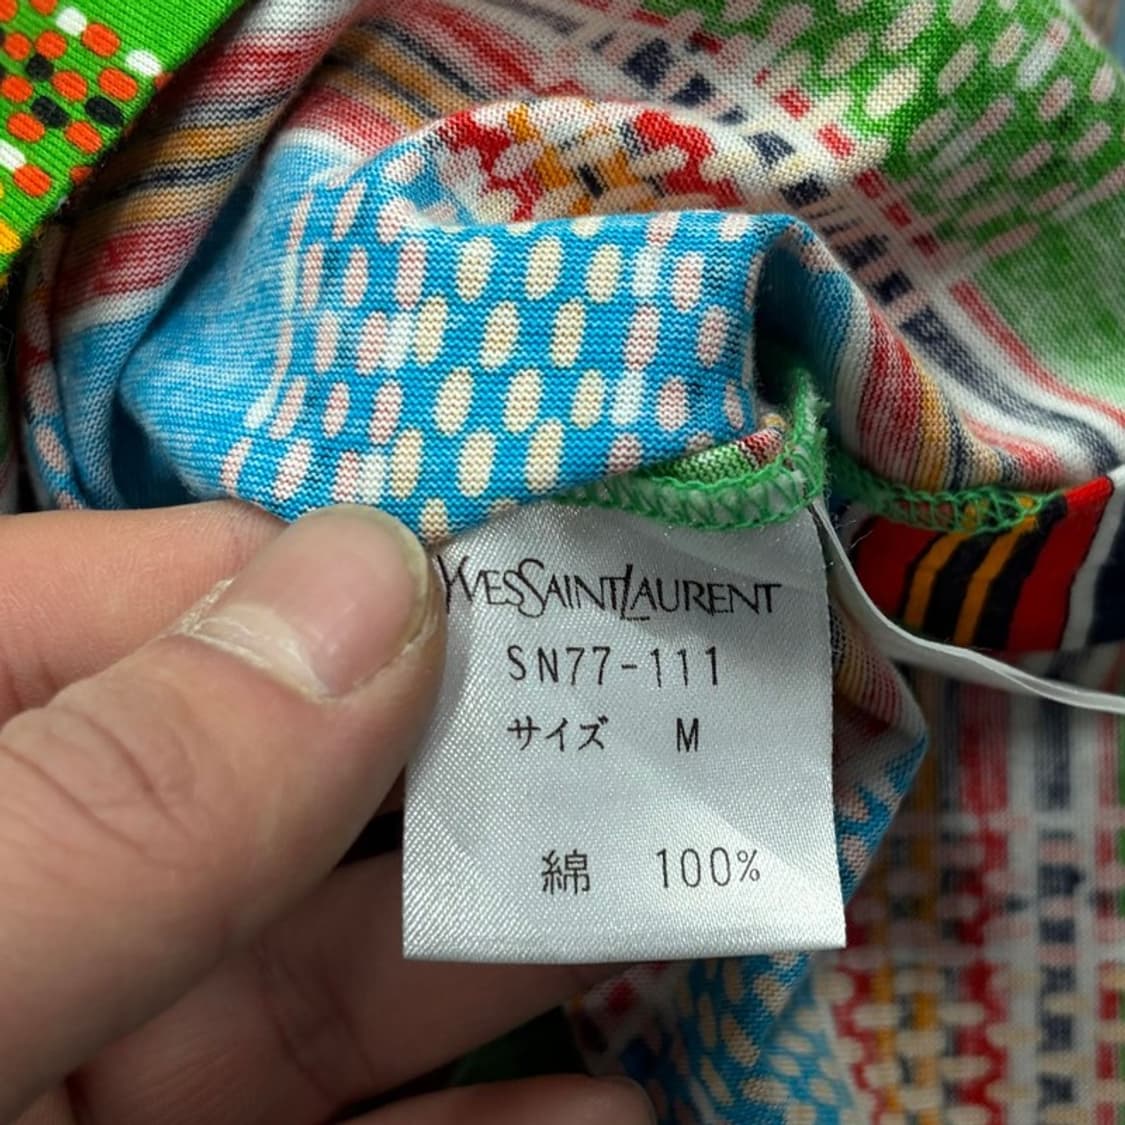 YVESSAINTLAURENT
SN77-111
サイズ M
綿 100%